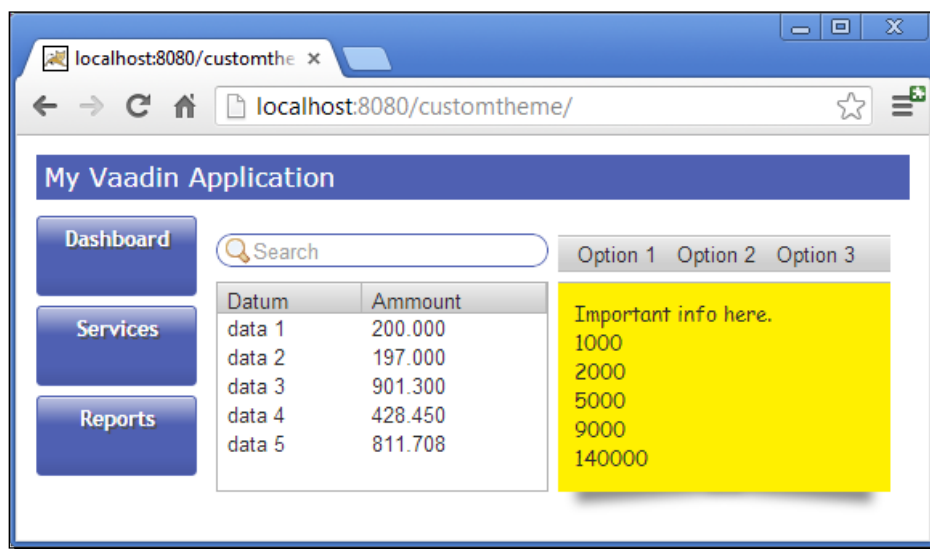 localhost:8080/customthe
localhost:8080/customtheme/
My Vaadin Application
Dashboard
Services
Reports
Search
Datum Ammount
data 1 200.000
data 2 197.000
data 3 901.300
data 4 428.450
data 5 811.708
Option 1 Option 2 Option 3
Important info here.
1000
2000
5000
9000
140000